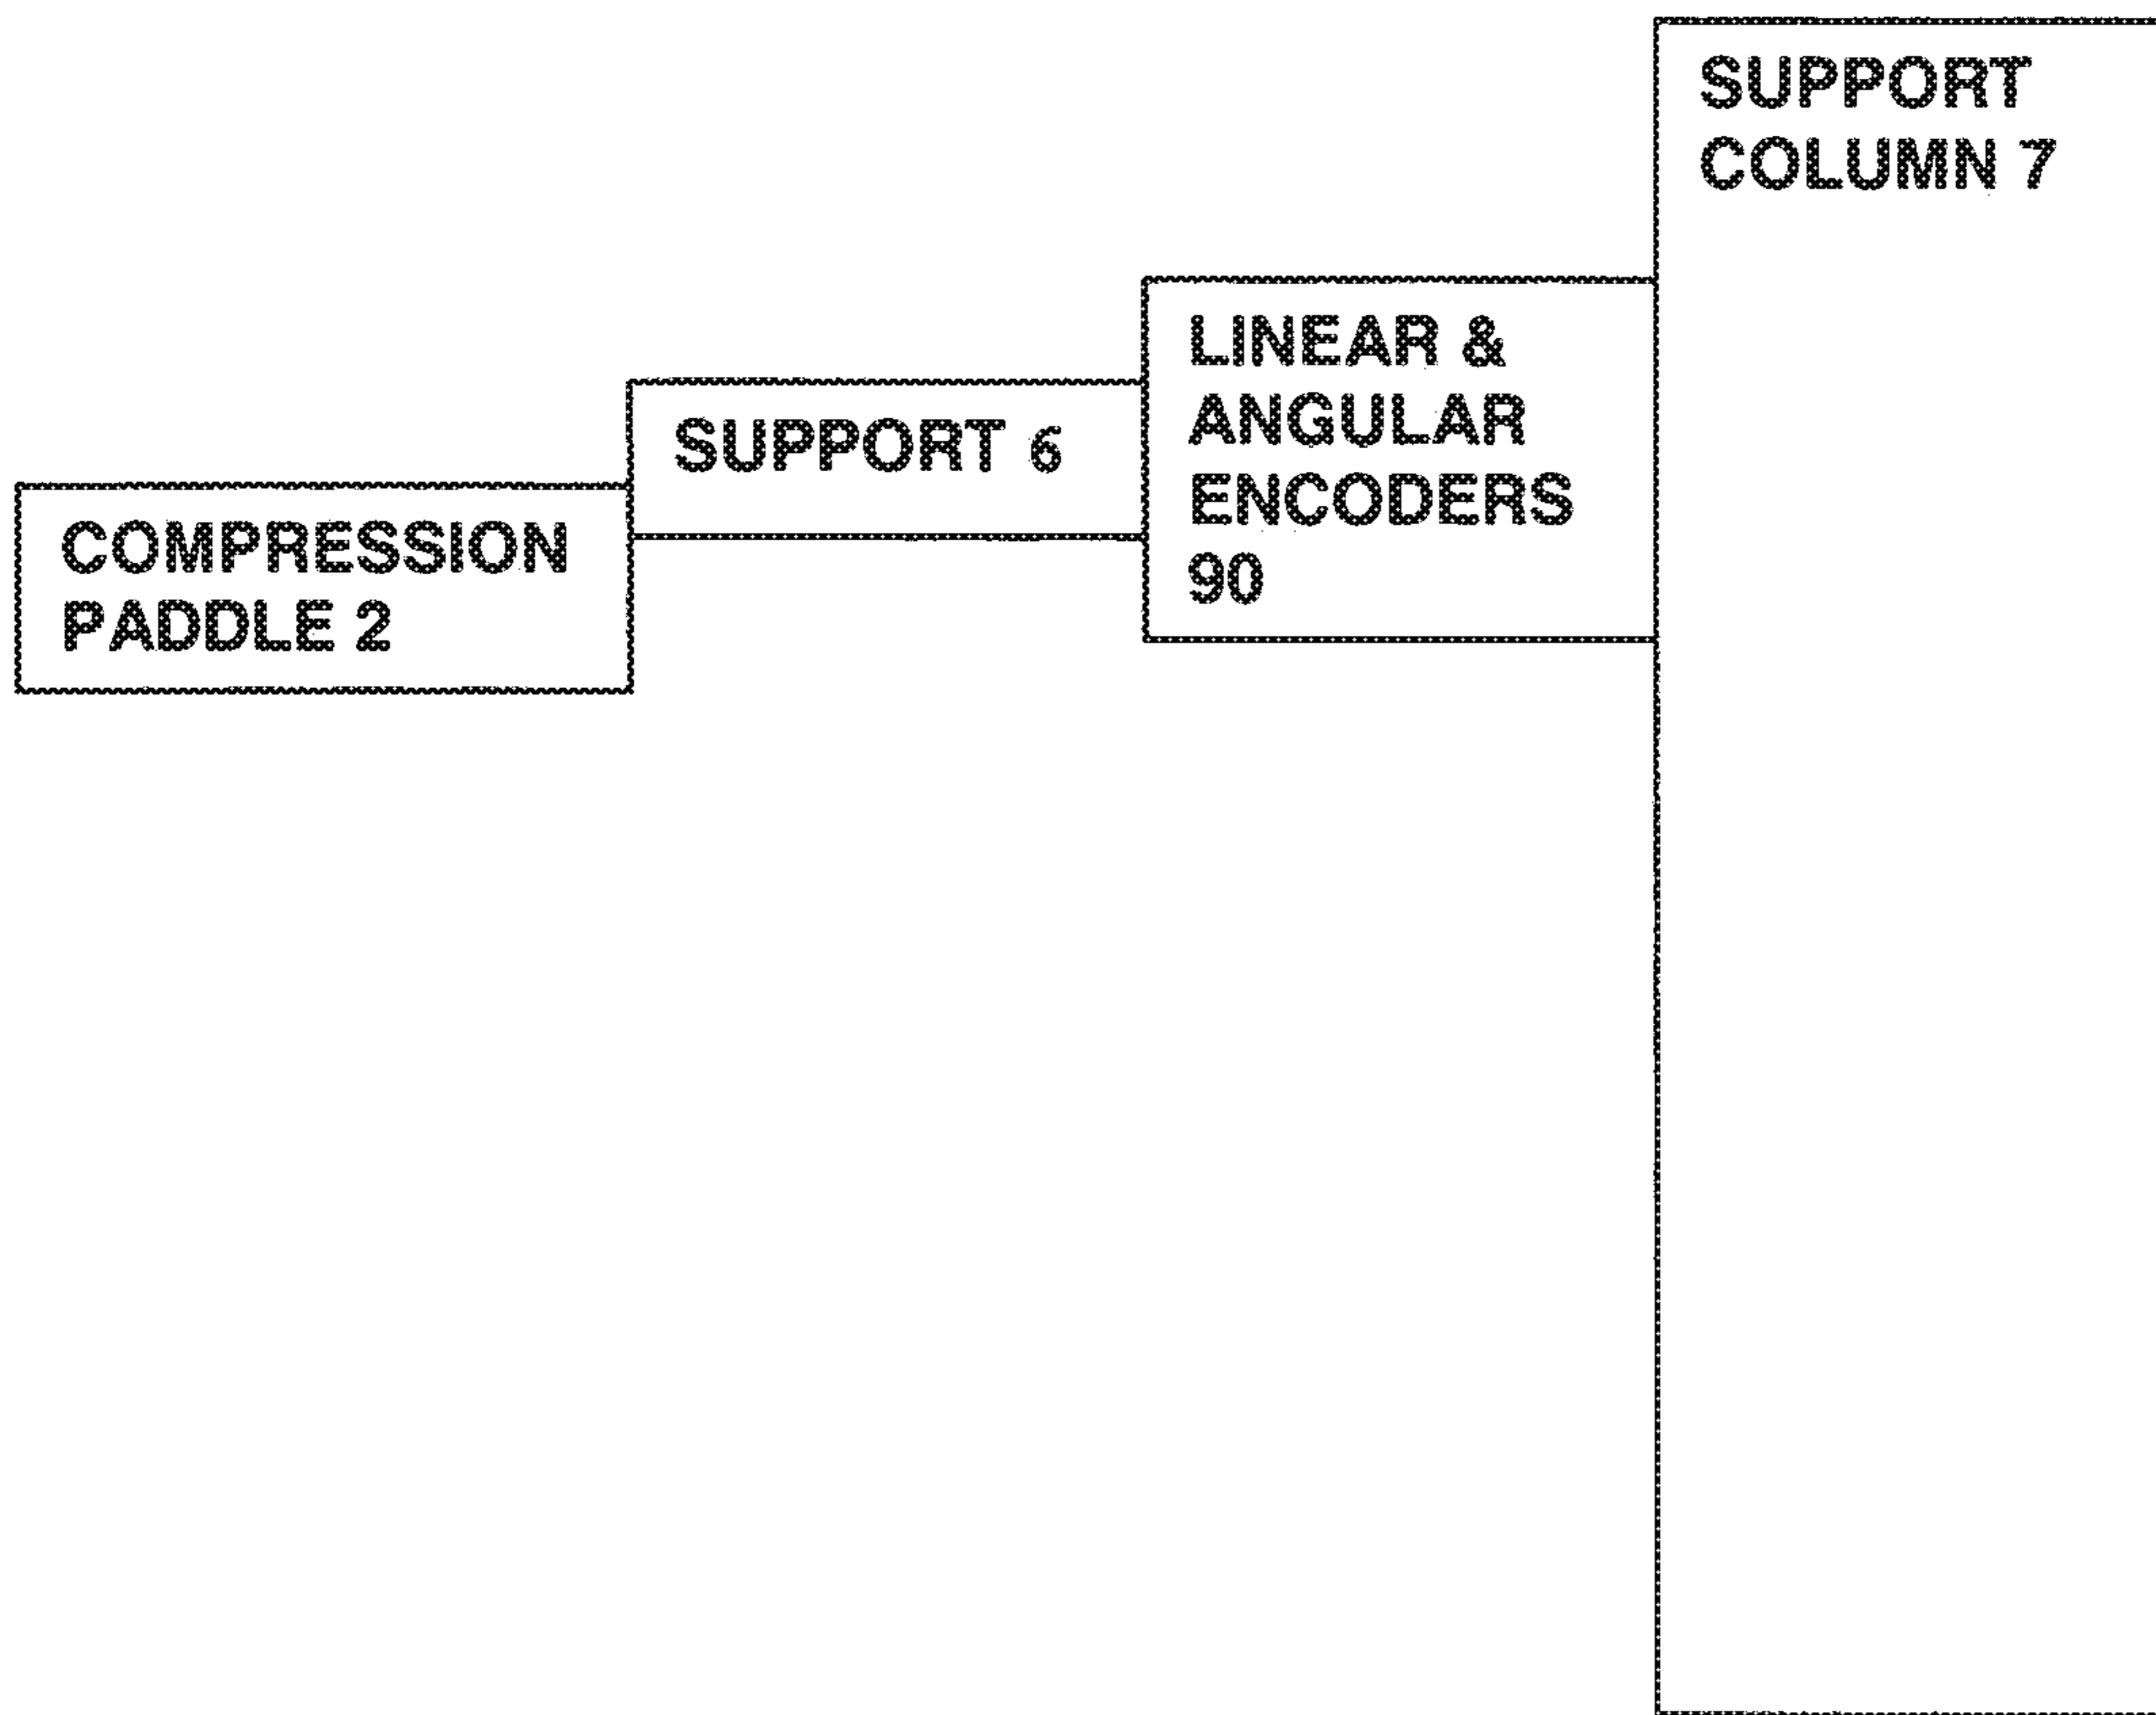 SUPPORT
COLUMN 7
LINEAR &
ANGULAR
ENCODERS
90
SUPPORT 6
COMPRESSION
PADDLE 2